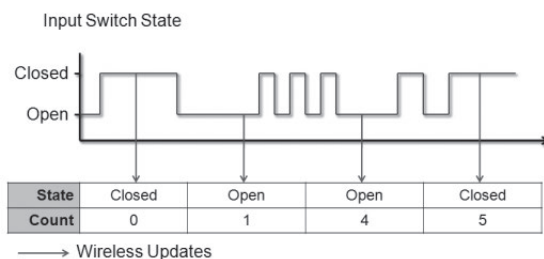 Input Switch State
Closed
Open
State Closed Open Open Closed
Count 0 1 4 5
Wireless Updates